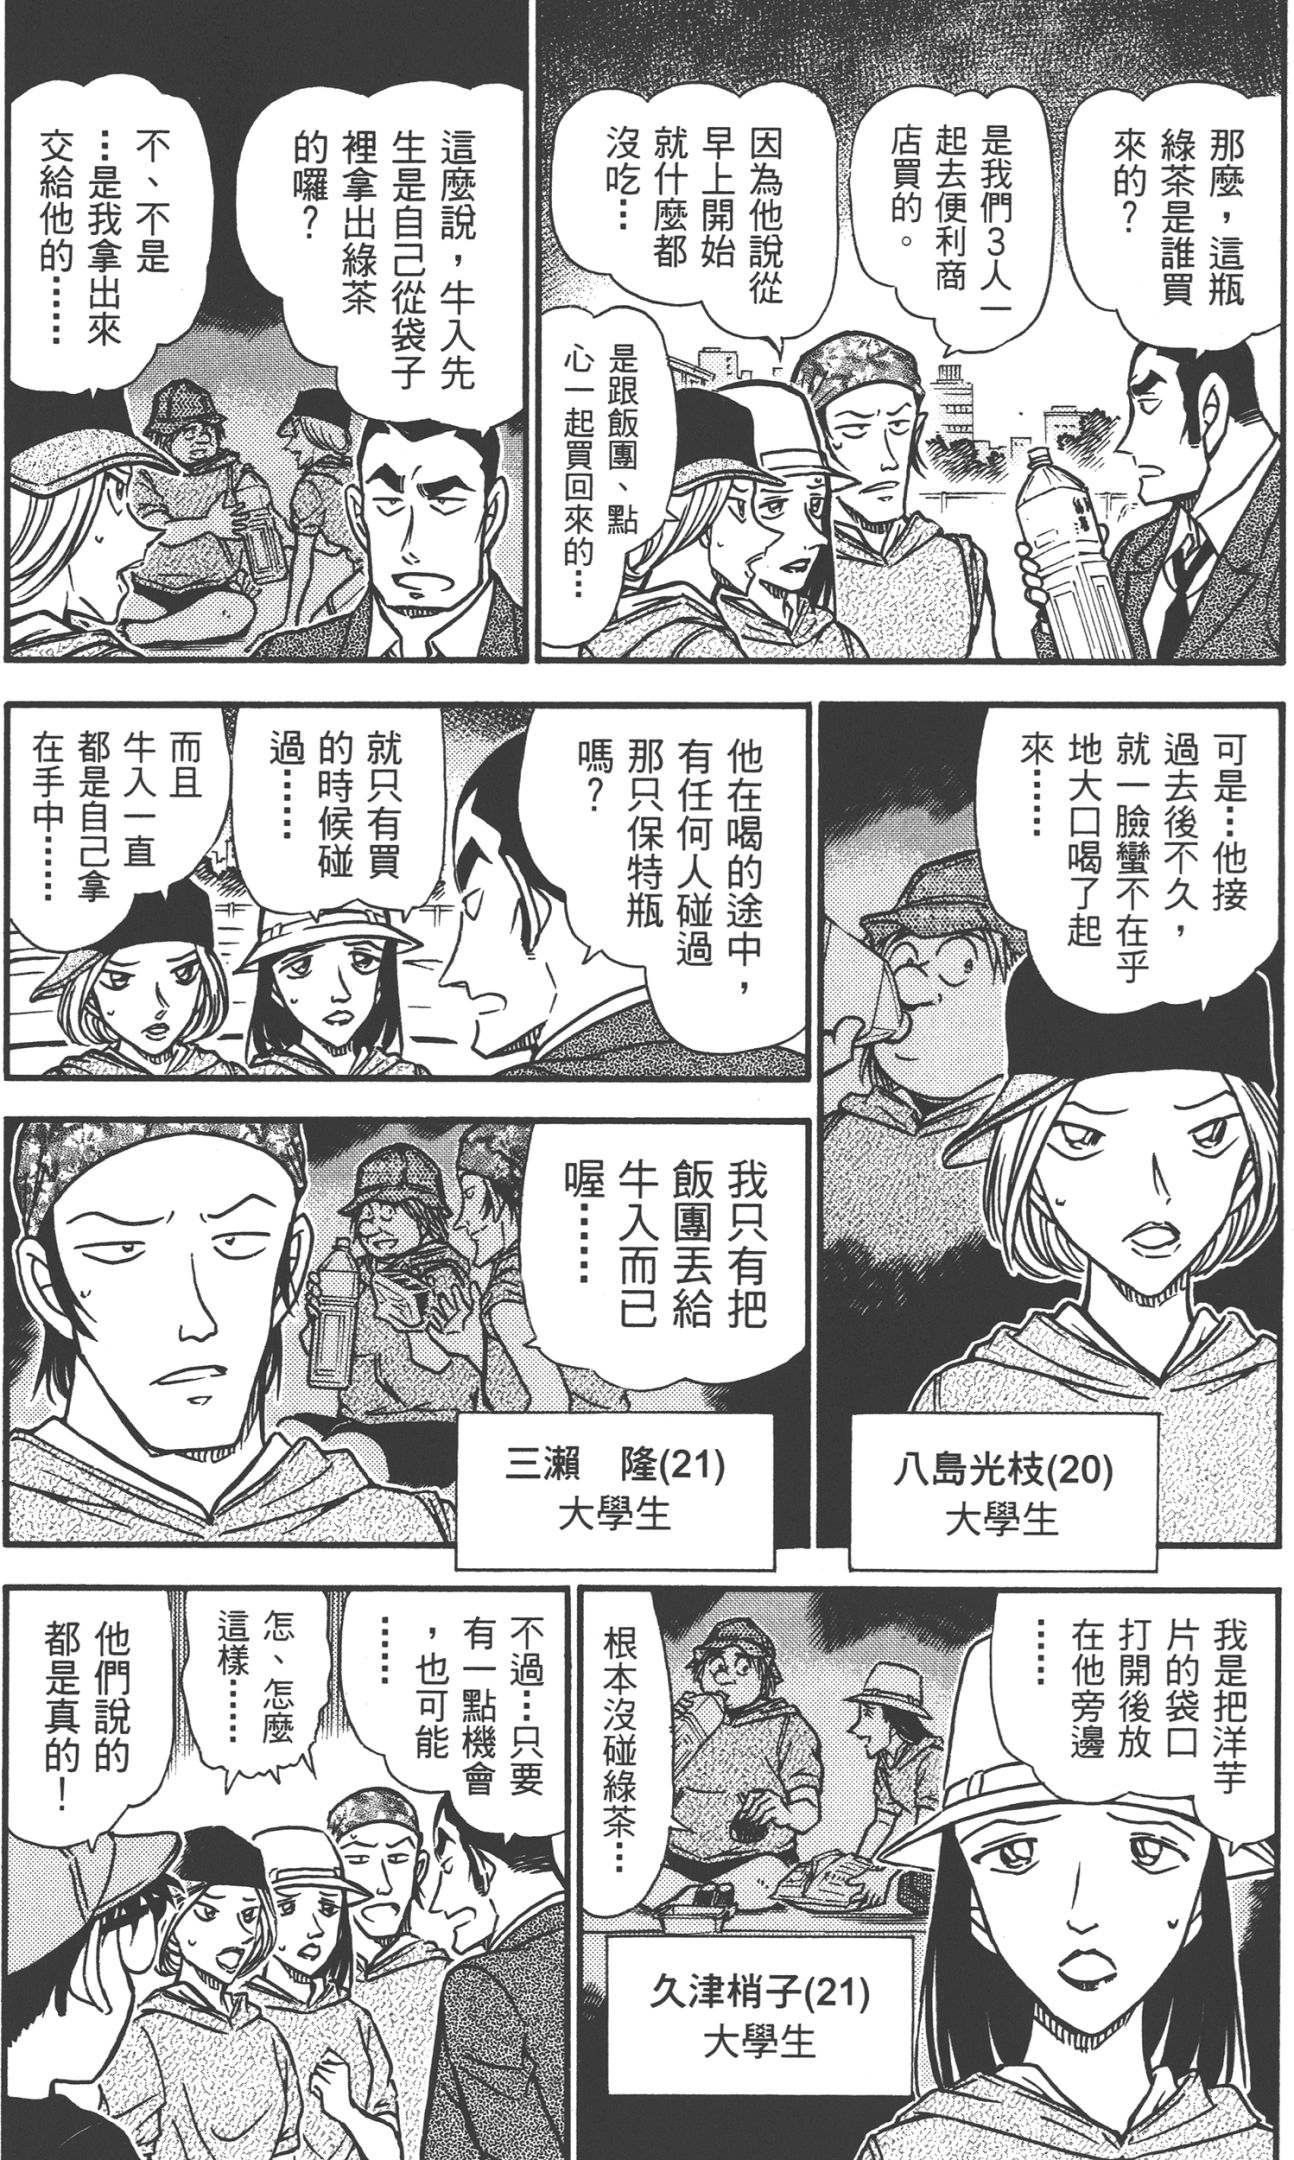 那麼，這瓶
綠茶是誰買
來的？
是我們3人一
起去便利商
店買的。
因為他說從
早上開始
就什麼都
沒吃…
是跟飯團、點
心一起買回來的…
這麼說，牛入先
生是自己從袋子
裡拿出綠茶
的囉？
不、不是
…是我拿出來
交給他的……
可是…他接
過去後不久，
就一臉蠻不在乎
地大口喝了起
來……
八島光枝(20)
大學生
他在喝的途中，
有任何人碰過
那只保特瓶
嗎？
就只有買
的時候碰
過……
而且
牛入一直
都是自己拿
在手中……
我只有把
飯團丟給
牛入而已
喔……
三瀨　隆(21)
大學生
我是把洋芋
片的袋口
打開後放
在他旁邊
……
根本沒碰綠茶…
久津梢子(21)
大學生
不過…只要
有一點機會
，也可能
……
怎、怎麼
這樣……
他們說的
都是真的！